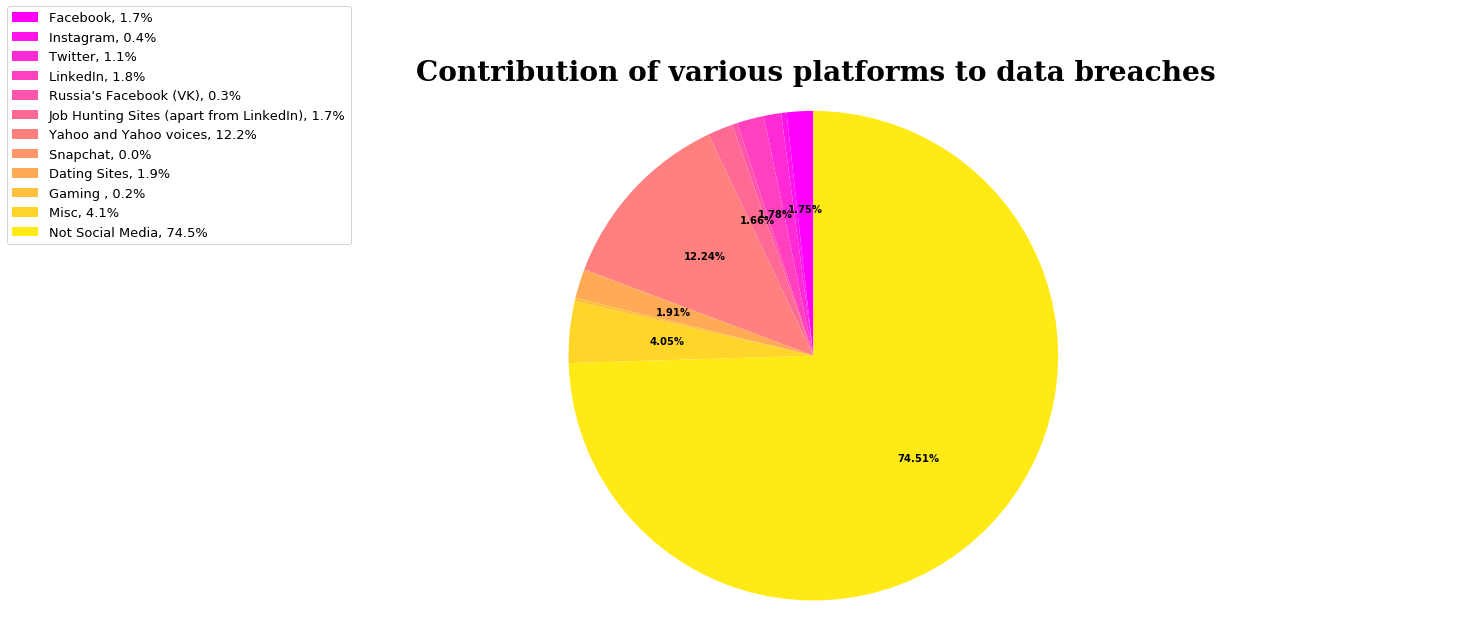 Facebook, 1.7%
Instagram, 0.4%
Twitter, 1.1%
LinkedIn, 1.8%
Russia's Facebook (VK), 0.3%
Job Hunting Sites (apart from LinkedIn), 1.7%
Yahoo and Yahoo voices, 12.2%
Snapchat, 0.0%
Dating Sites, 1.9%
Gaming , 0.2%
Misc, 4.1%
Not Social Media, 74.5%
Contribution of various platforms to data breaches
1.75%
1.78%
1.66%
12.24%
1.91%
4.05%
74.51%